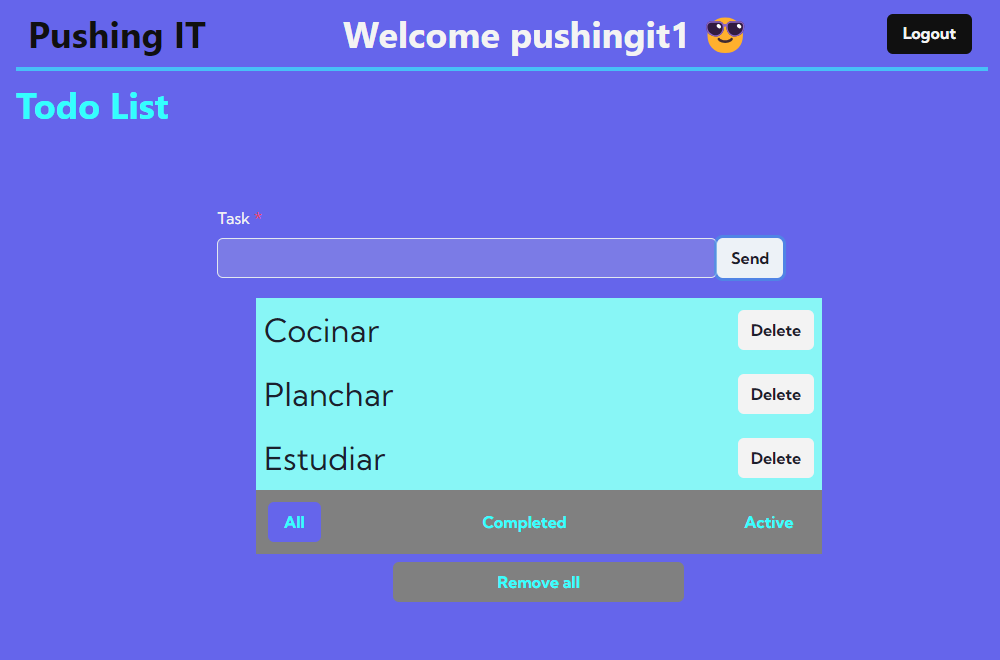 Pushing IT
Welcome pushingit1 😎
Logout
Todo List
Task *
Send
Cocinar
Delete
Planchar
Delete
Estudiar
Delete
All
Completed
Active
Remove all